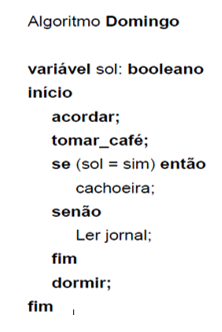 Algoritmo Domingo
variável sol: booleano
início
acordar;
tomar_café;
se (sol = sim) então
cachoeira;
senão
Ler jornal;
fim
dormir;
fim